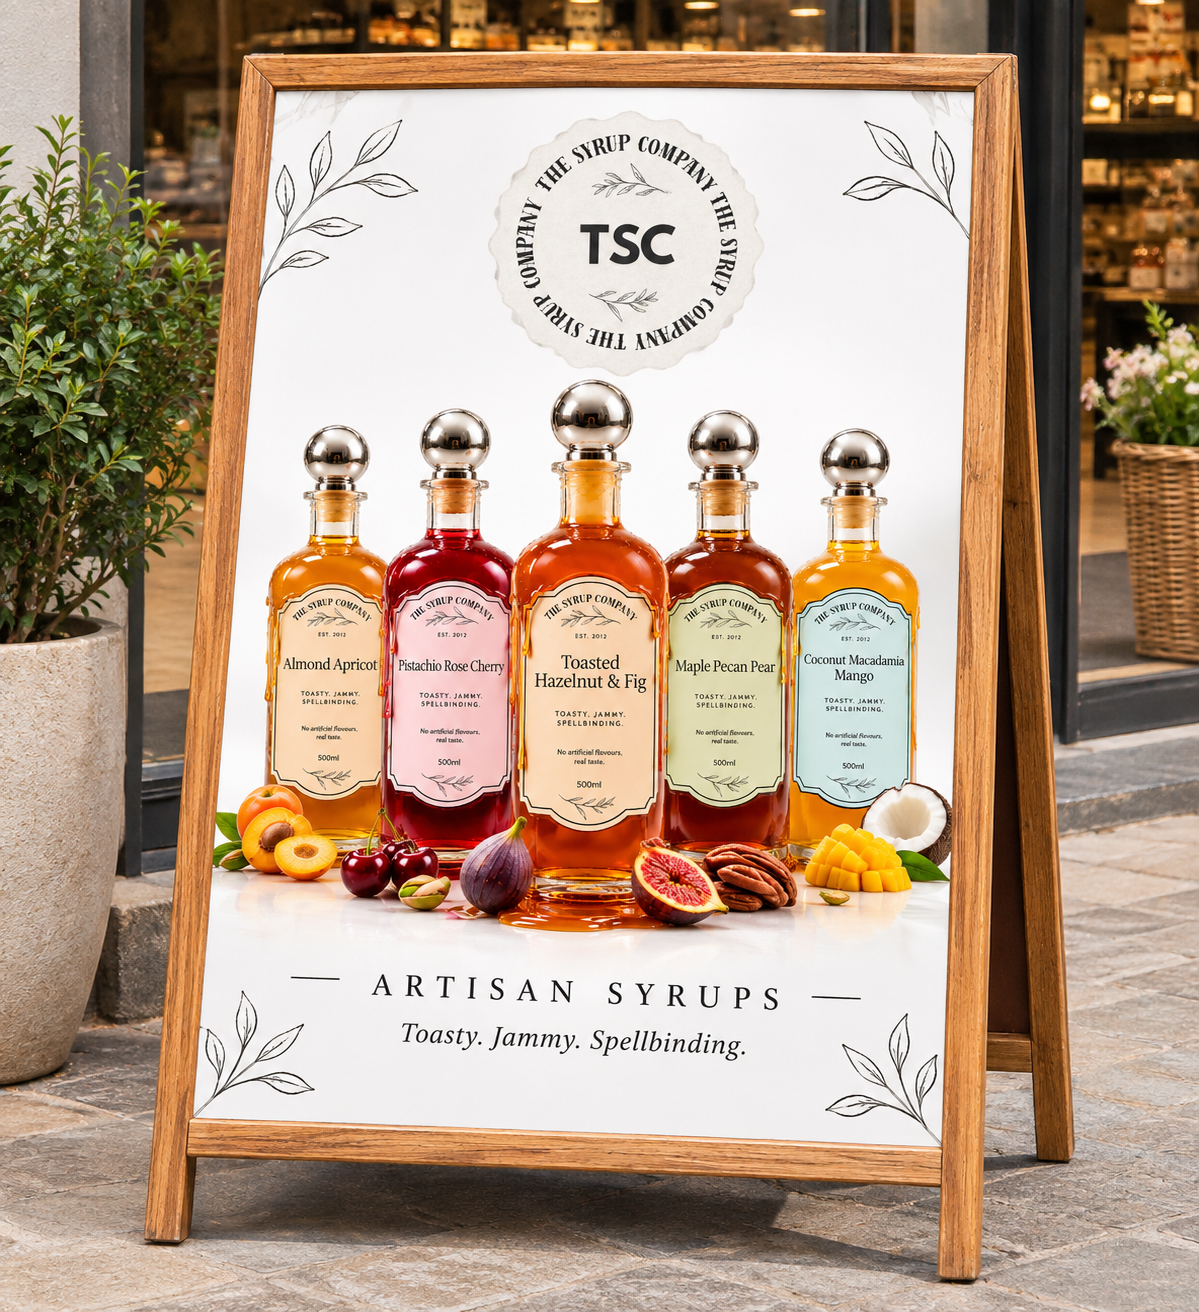 THE SYRUP COMPANY THE SYRUP COMPANY THE SYRUP COMPANY
TSC
THE SYRUP COMPANY
EST. 2012
Almond Apricot
TOASTY. JAMMY.
SPELLBINDING.
No artificial flavours,
real taste.
500ml
THE SYRUP COMPANY
EST. 2012
Pistachio Rose Cherry
TOASTY. JAMMY.
SPELLBINDING.
No artificial flavours,
real taste.
500ml
THE SYRUP COMPANY
EST. 2012
Toasted
Hazelnut & Fig
TOASTY. JAMMY.
SPELLBINDING.
No artificial flavours,
real taste.
500ml
THE SYRUP COMPANY
EST. 2012
Maple Pecan Pear
TOASTY. JAMMY.
SPELLBINDING.
No artificial flavours,
real taste.
500ml
THE SYRUP COMPANY
EST. 2012
Coconut Macadamia
Mango
TOASTY. JAMMY.
SPELLBINDING.
No artificial flavours,
real taste.
500ml
ARTISAN SYRUPS
Toasty. Jammy. Spellbinding.